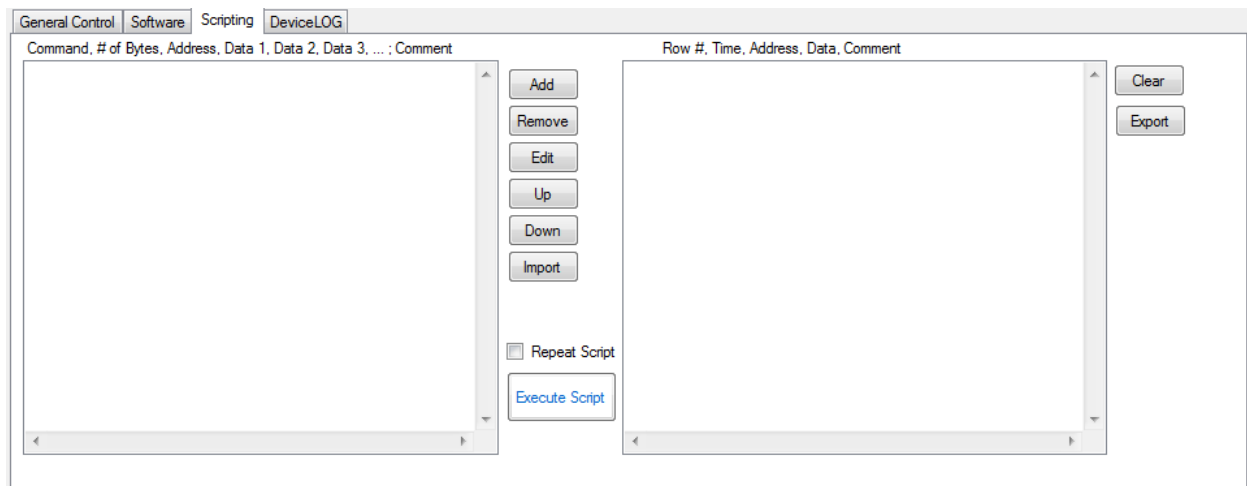 General Control Software Scripting DeviceLOG
Command, # of Bytes, Address, Data 1, Data 2, Data 3, ... ; Comment
Row #, Time, Address, Data, Comment
Add
Remove
Edit
Up
Down
Import
Repeat Script
Execute Script
Clear
Export